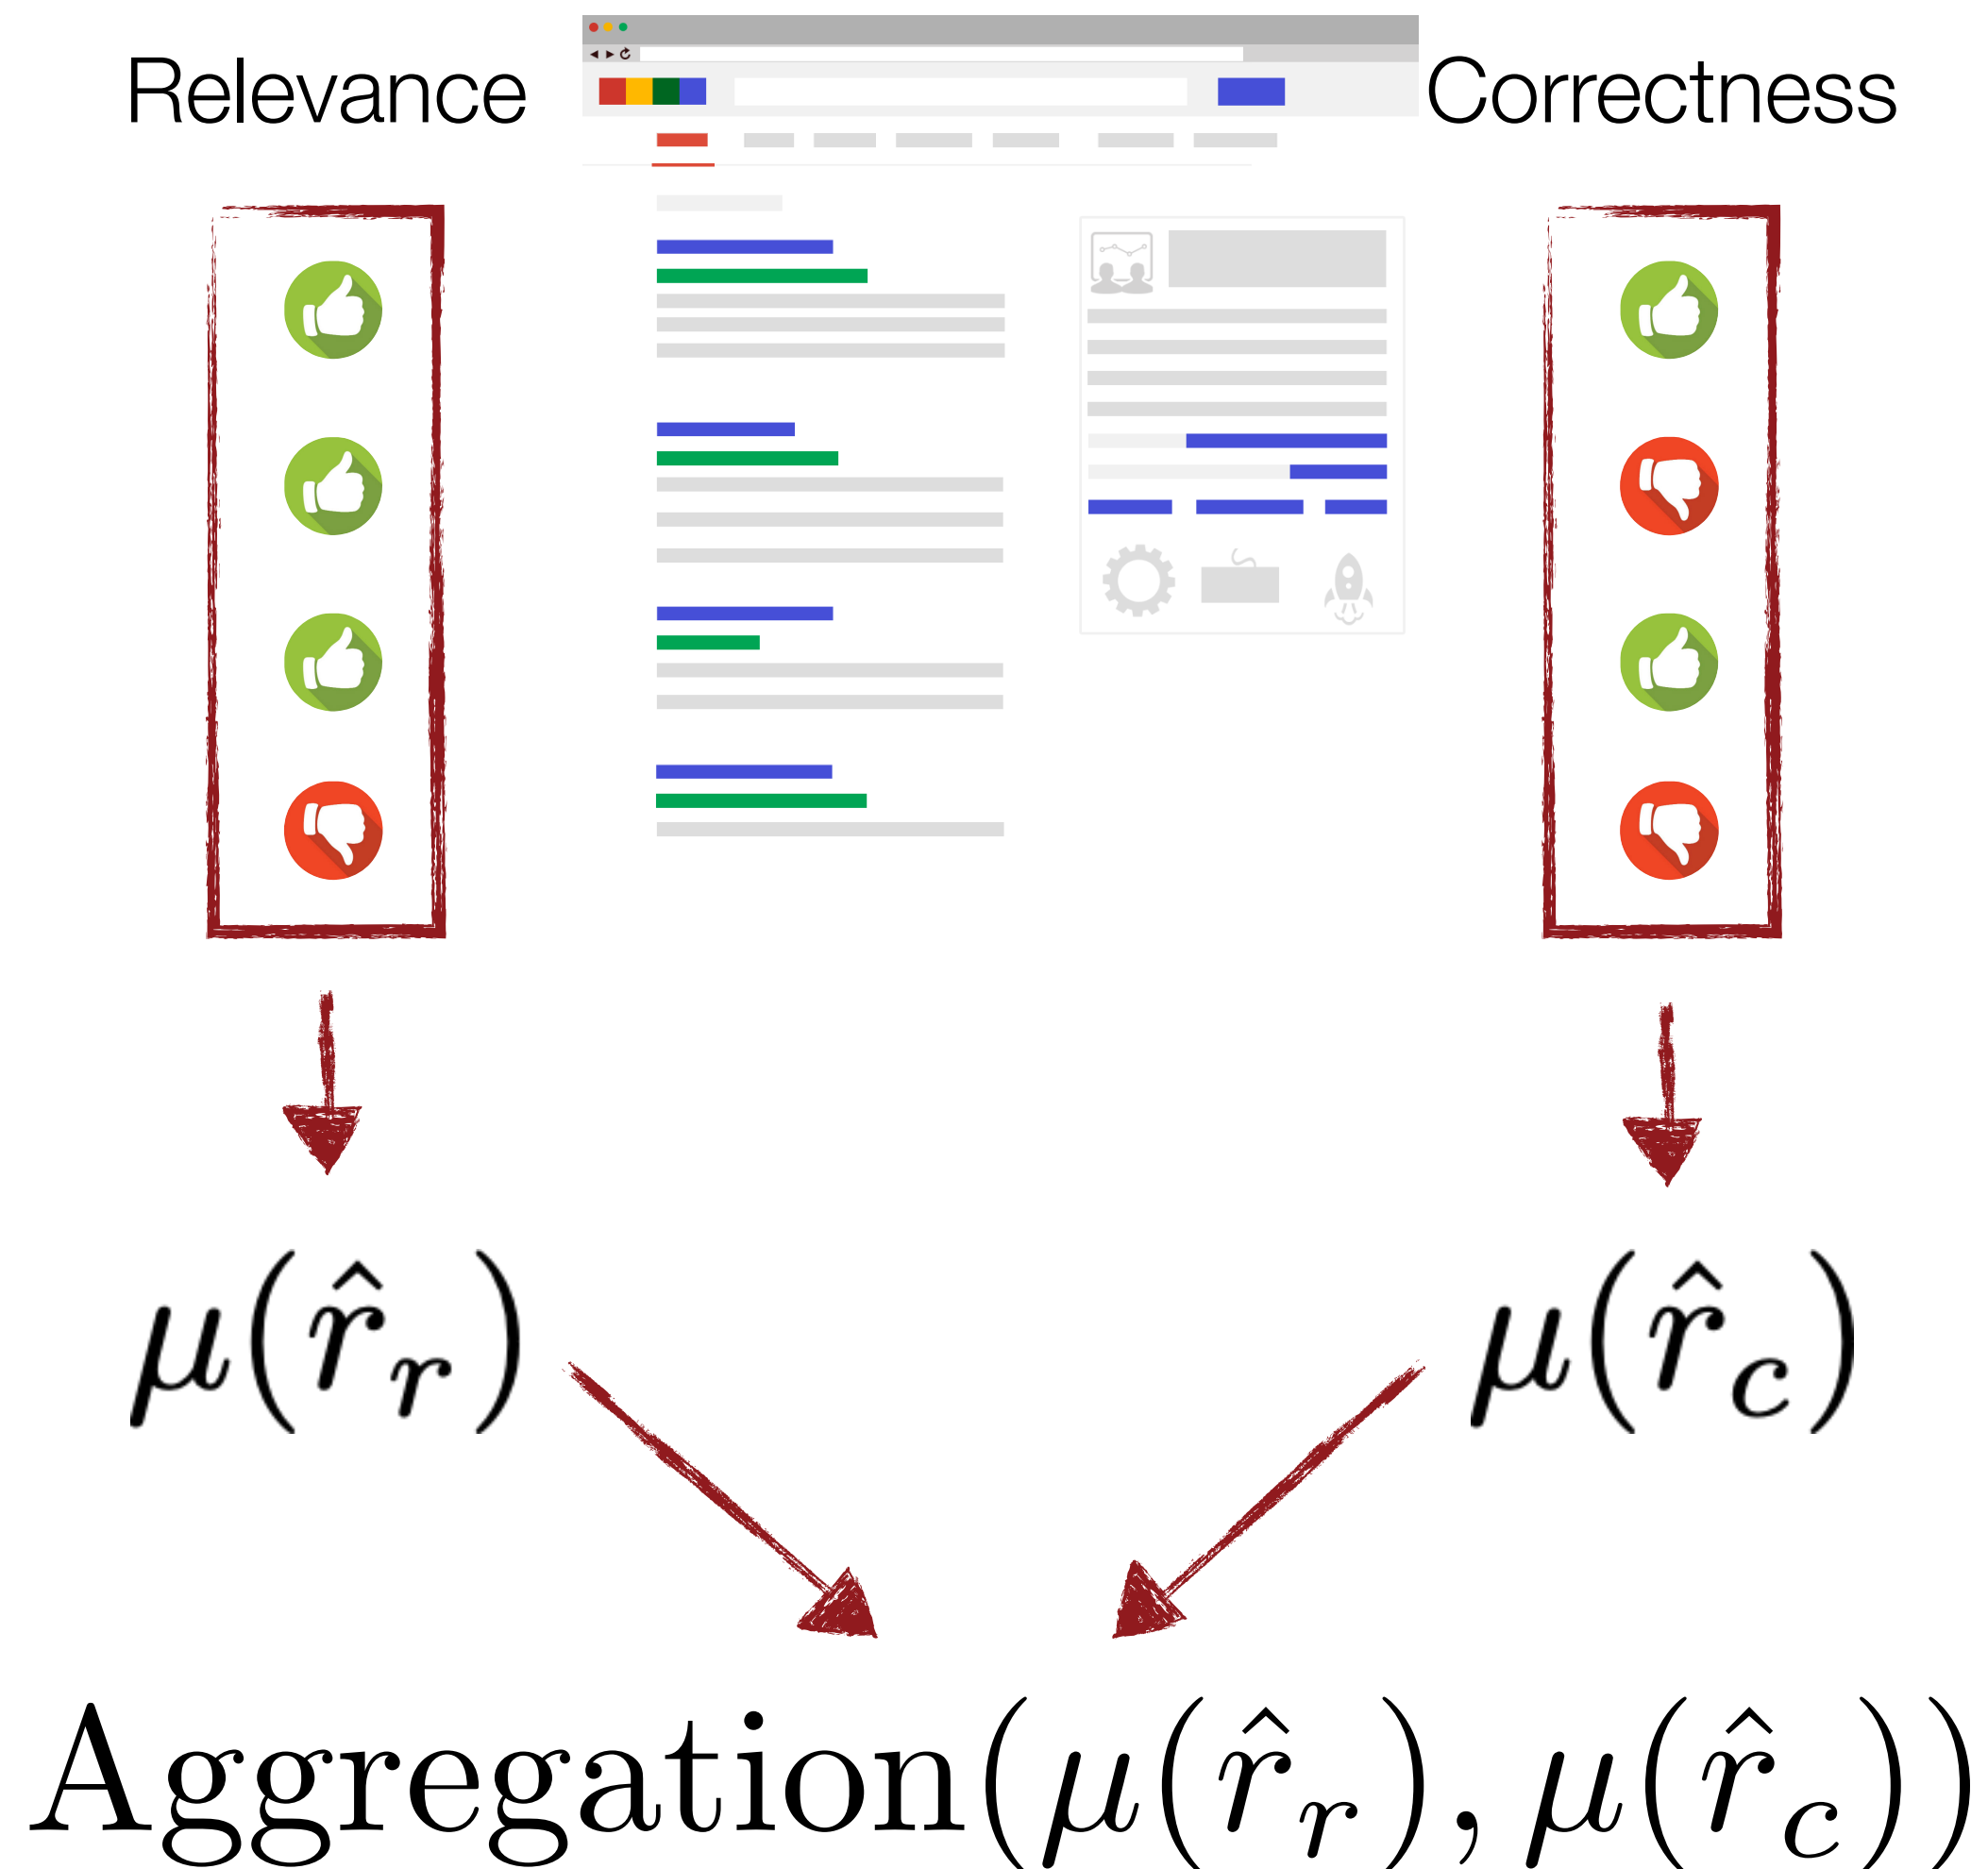 Relevance
Correctness
μ(r̂_r)
μ(r̂_c)
Aggregation(μ(r̂_r), μ(r̂_c))